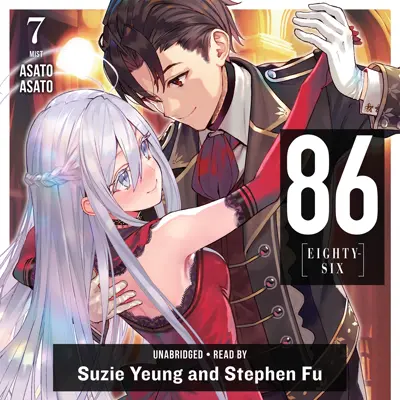 7
MIST
ASATO
ASATO
86
[EIGHTY-
SIX]
UNABRIDGED • READ BY
Suzie Yeung and Stephen Fu